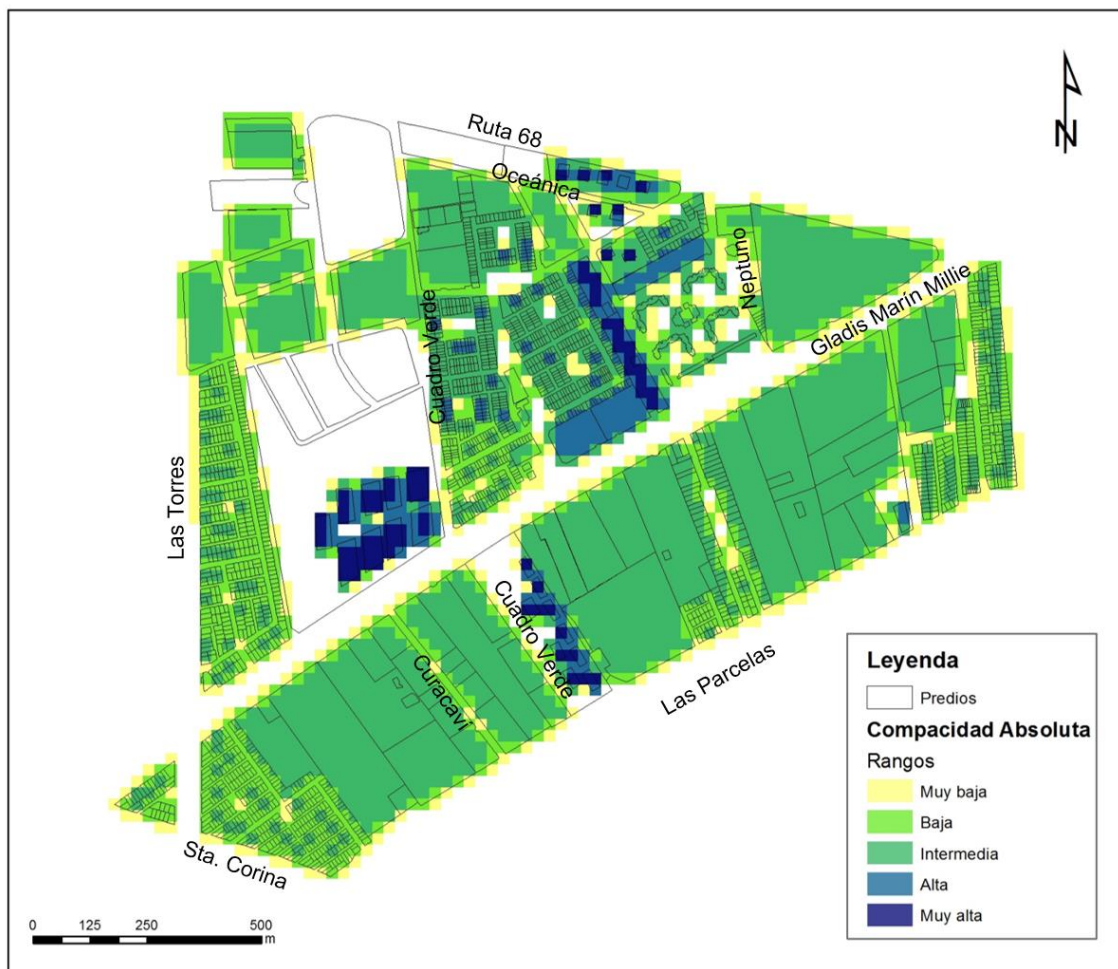 N
Ruta 68
Oceánica
Neptuno
Gladis Marín Millie
Cuadro Verde
Las Torres
Cuadro Verde
Curacaví
Las Parcelas
Sta. Corina
Leyenda
Predios
Compacidad Absoluta
Rangos
Muy baja
Baja
Intermedia
Alta
Muy alta
0 125 250 500
m